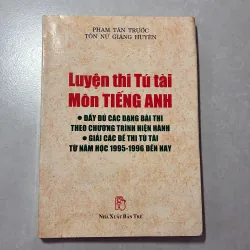 PHẠM TẤN TRƯỚC
TÔN NỮ GIÁNG HUYÊN
Luyện thi Tú tài
Môn TIẾNG ANH
• ĐẦY ĐỦ CÁC DẠNG BÀI THI
THEO CHƯƠNG TRÌNH HIỆN HÀNH
• GIẢI CÁC ĐỀ THI TÚ TÀI
TỪ NĂM HỌC 1995-1996 ĐẾN NAY
NHÀ XUẤT BẢN TRẺ